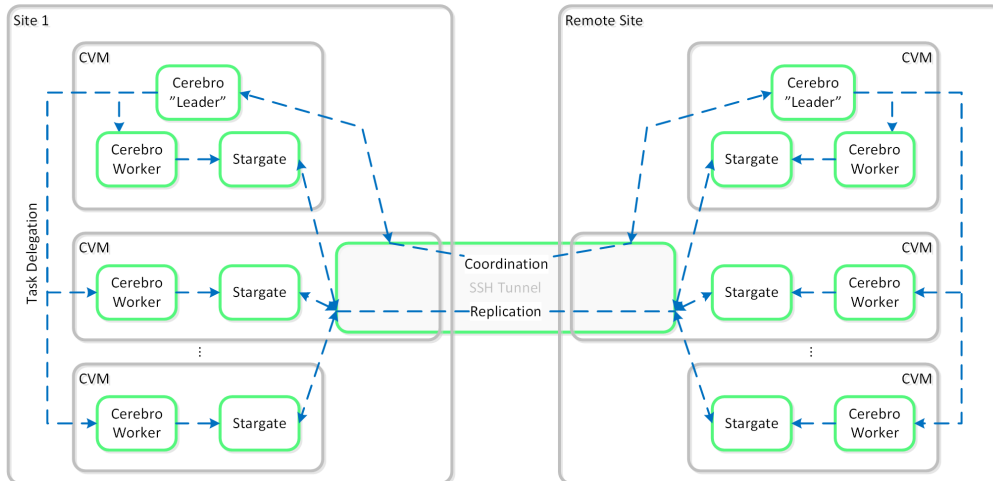 Site 1
CVM
Cerebro
”Leader”
Cerebro
Worker
Stargate
Task Delegation
CVM
Cerebro
Worker
Stargate
...
CVM
Cerebro
Worker
Stargate
Coordination
SSH Tunnel
Replication
Remote Site
CVM
Cerebro
”Leader”
Stargate
Cerebro
Worker
CVM
Stargate
Cerebro
Worker
...
CVM
Stargate
Cerebro
Worker